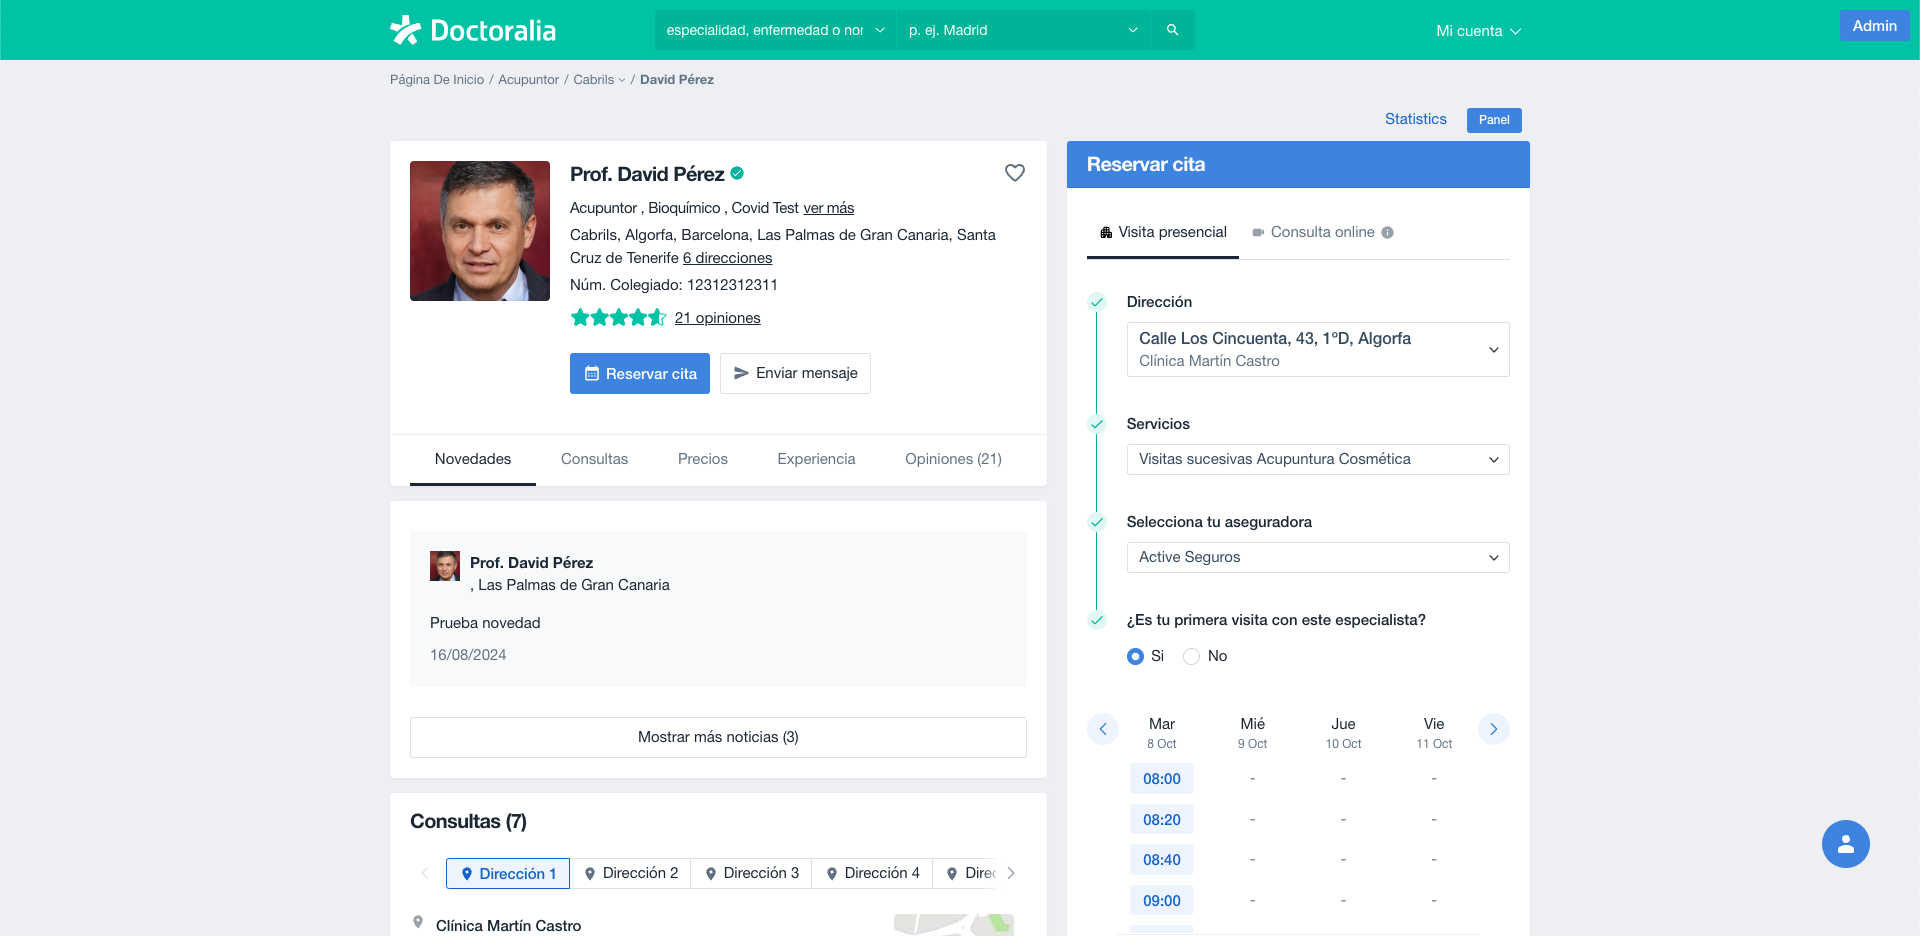 Doctoralia
especialidad, enfermedad o nor
p. ej. Madrid
Mi cuenta
Admin
Página De Inicio / Acupuntor / Cabrils / David Pérez
Statistics
Panel
Prof. David Pérez
Acupuntor , Bioquímico , Covid Test ver más
Cabrils, Algorfa, Barcelona, Las Palmas de Gran Canaria, Santa
Cruz de Tenerife 6 direcciones
Núm. Colegiado: 12312312311
21 opiniones
Reservar cita
Enviar mensaje
Novedades
Consultas
Precios
Experiencia
Opiniones (21)
Prof. David Pérez
, Las Palmas de Gran Canaria
Prueba novedad
16/08/2024
Mostrar más noticias (3)
Consultas (7)
Dirección 1
Dirección 2
Dirección 3
Dirección 4
Direc
Clínica Martín Castro
Reservar cita
Visita presencial
Consulta online
Dirección
Calle Los Cincuenta, 43, 1ºD, Algorfa
Clínica Martín Castro
Servicios
Visitas sucesivas Acupuntura Cosmética
Selecciona tu aseguradora
Active Seguros
¿Es tu primera visita con este especialista?
Si
No
Mar Mié Jue Vie
8 Oct 9 Oct 10 Oct 11 Oct
08:00 - - -
08:20 - - -
08:40 - - -
09:00 - - -